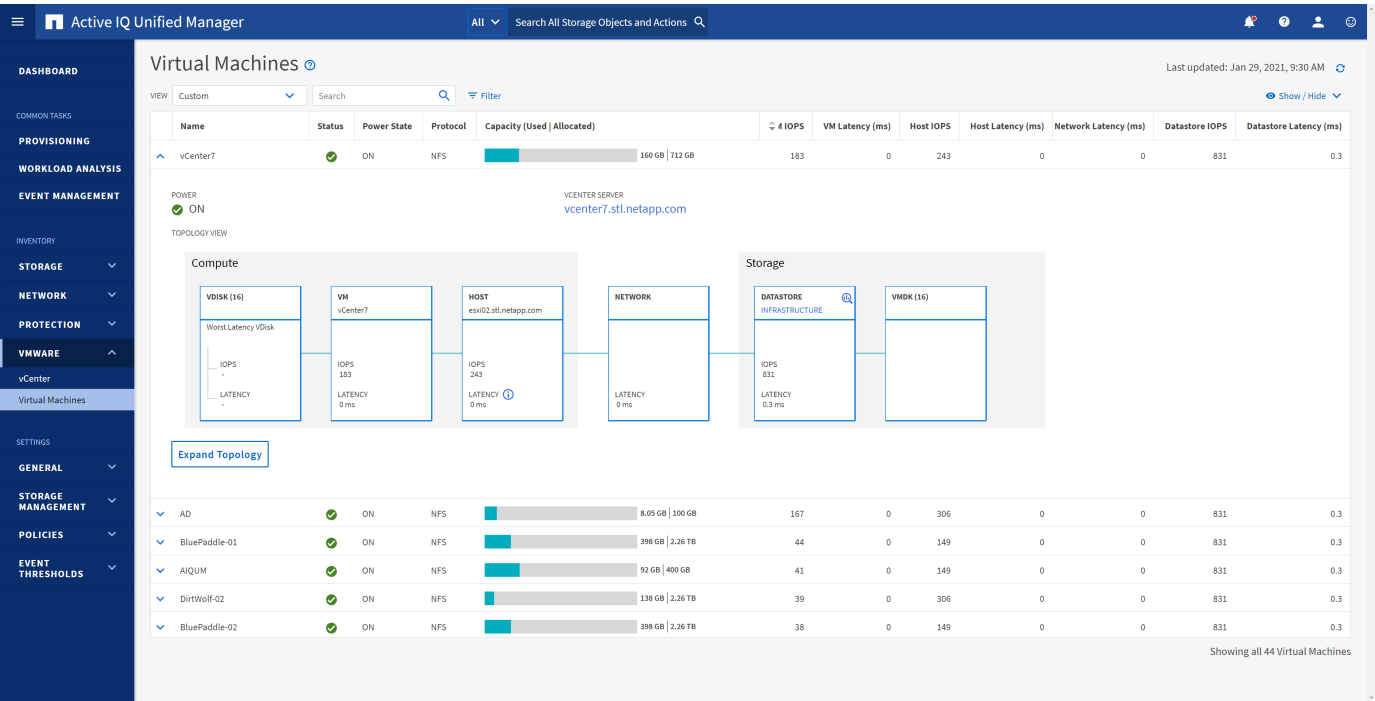 Active IQ Unified Manager
All
Search All Storage Objects and Actions
DASHBOARD
COMMON TASKS
PROVISIONING
WORKLOAD ANALYSIS
EVENT MANAGEMENT
INVENTORY
STORAGE
NETWORK
PROTECTION
VMWARE
vCenter
Virtual Machines
SETTINGS
GENERAL
STORAGE
MANAGEMENT
POLICIES
EVENT
THRESHOLDS
Virtual Machines
Last updated: Jan 29, 2021, 9:30 AM
VIEW Custom Search Filter Show / Hide
Name Status Power State Protocol Capacity (Used | Allocated) IOPS VM Latency (ms) Host IOPS Host Latency (ms) Network Latency (ms) Datastore IOPS Datastore Latency (ms)
vCenter7 ON NFS 160 GB | 712 GB 183 0 243 0 0 831 0.3
POWER
ON
VCENTER SERVER
vcenter7.stl.netapp.com
TOPOLOGY VIEW
Compute
VDISK (16)
Worst Latency VDisk
IOPS
-
LATENCY
-
VM
vCenter7
IOPS
183
LATENCY
0 ms
HOST
esxi02.stl.netapp.com
IOPS
243
LATENCY
0 ms
NETWORK
LATENCY
0 ms
Storage
DATASTORE
INFRASTRUCTURE
IOPS
831
LATENCY
0.3 ms
VMDK (16)
Expand Topology
AD ON NFS 8.05 GB | 100 GB 167 0 306 0 0 831 0.3
BluePaddle-01 ON NFS 398 GB | 2.26 TB 44 0 149 0 0 831 0.3
AIQUM ON NFS 92 GB | 400 GB 41 0 149 0 0 831 0.3
DirtWolf-02 ON NFS 138 GB | 2.26 TB 39 0 306 0 0 831 0.3
BluePaddle-02 ON NFS 398 GB | 2.26 TB 38 0 149 0 0 831 0.3
Showing all 44 Virtual Machines